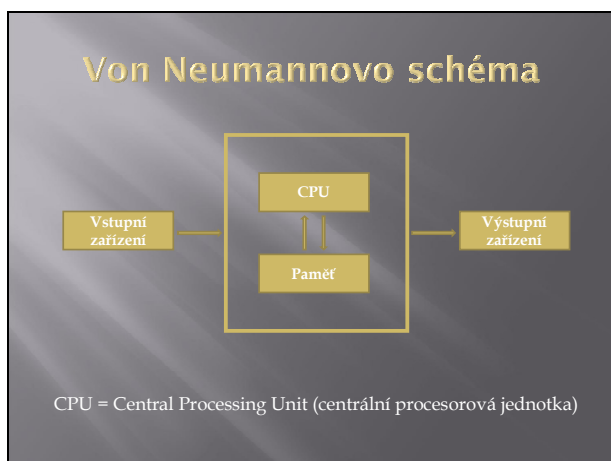 Von Neumannovo schéma
CPU
Vstupní
zařízení
Výstupní
zařízení
Paměť
CPU = Central Processing Unit (centrální procesorová jednotka)